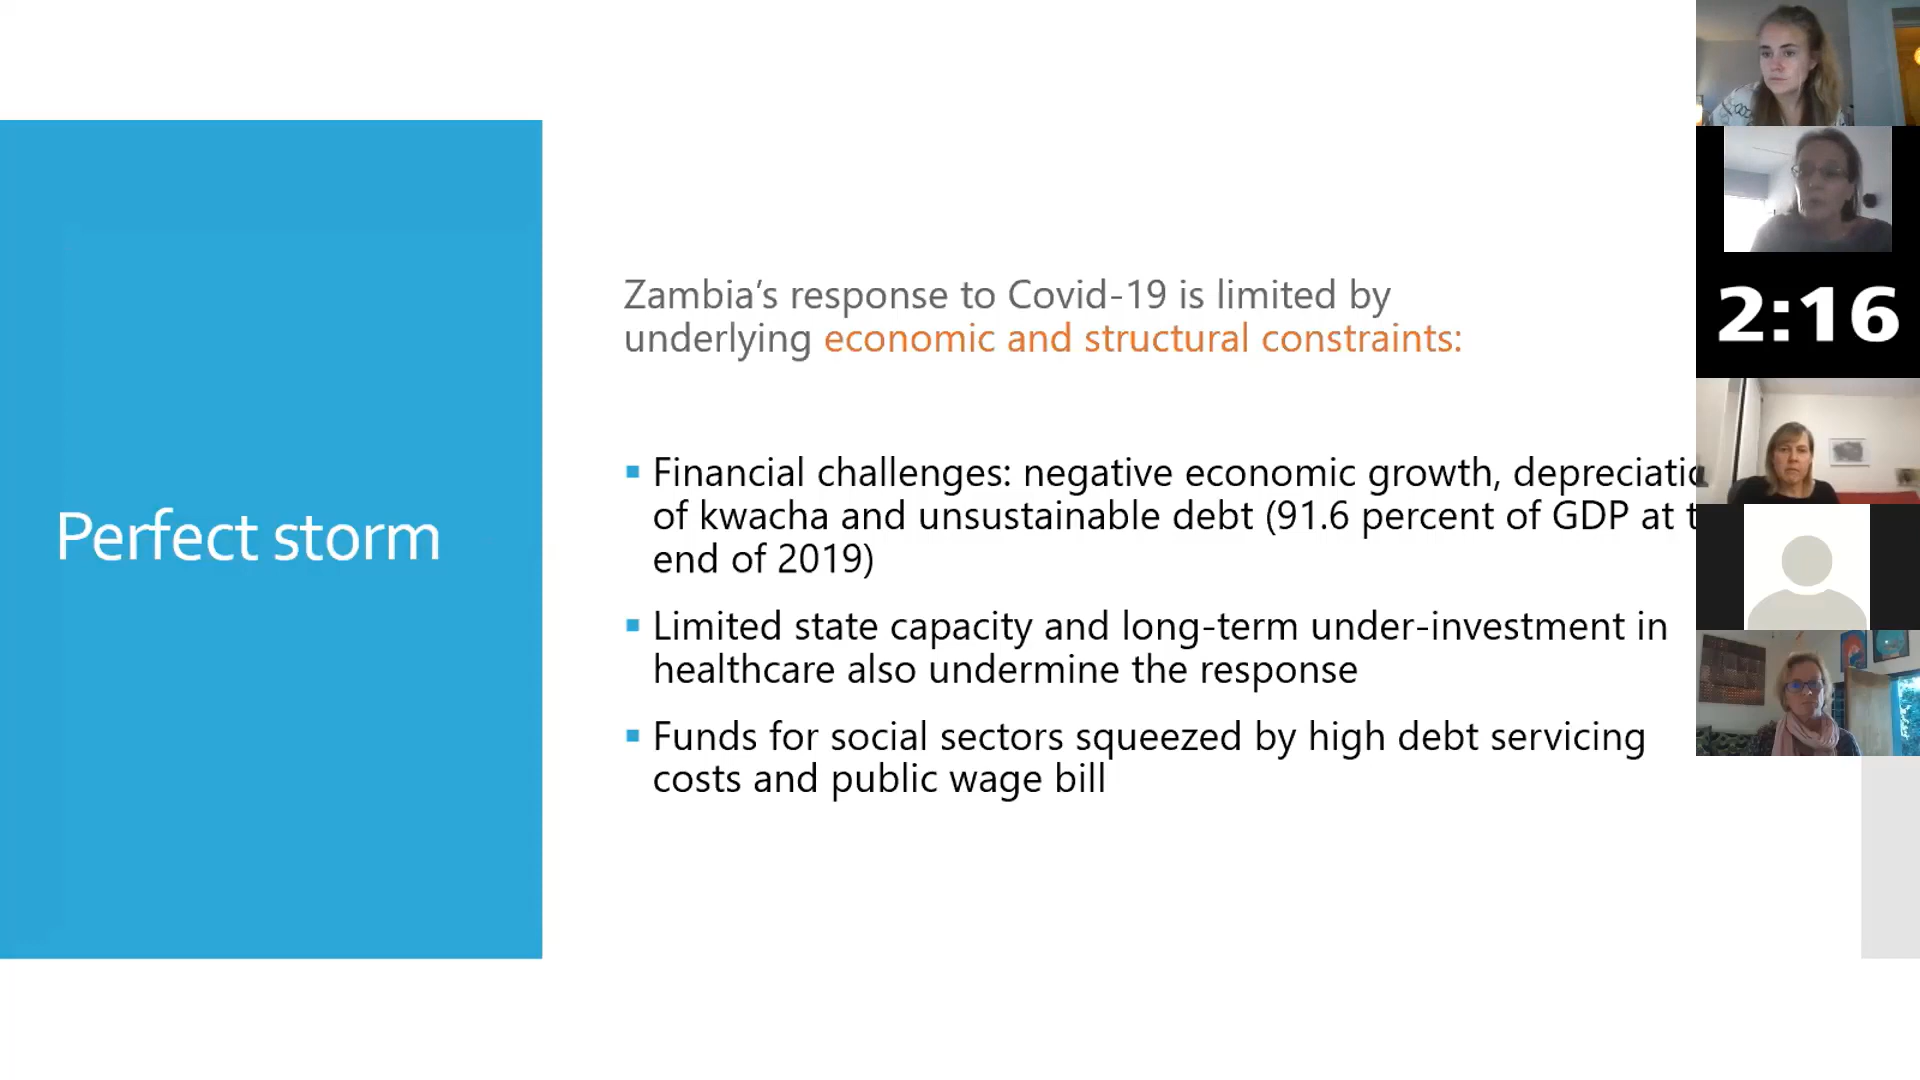 Perfect storm
Zambia's response to Covid-19 is limited by
underlying economic and structural constraints:
▪ Financial challenges: negative economic growth, depreciatio
of kwacha and unsustainable debt (91.6 percent of GDP at t
end of 2019)
▪ Limited state capacity and long-term under-investment in
healthcare also undermine the response
▪ Funds for social sectors squeezed by high debt servicing
costs and public wage bill
2:16